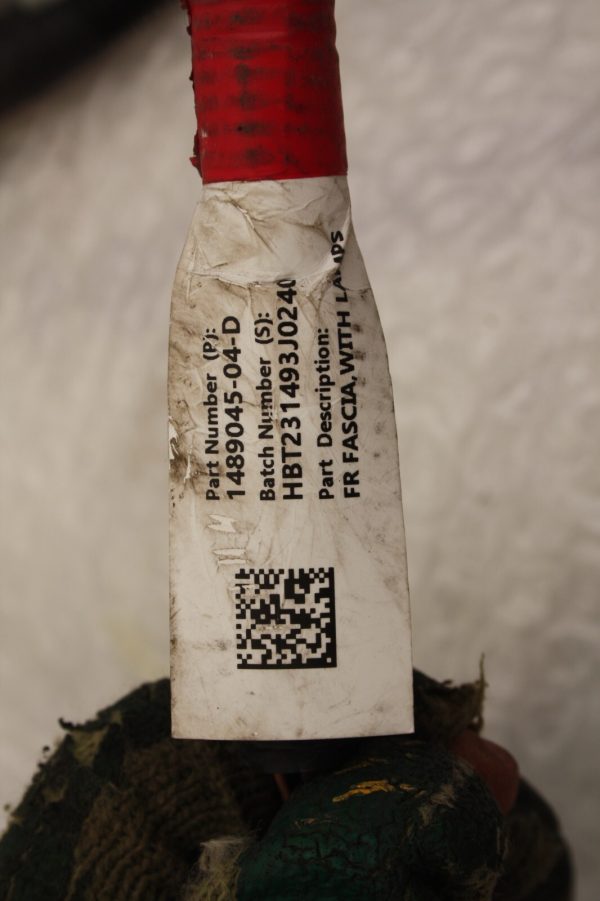 Part Number (P):
1489045-04-D
Batch Number (S):
HBT231493J0240
Part Description:
FR FASCIA,WITH LAMPS